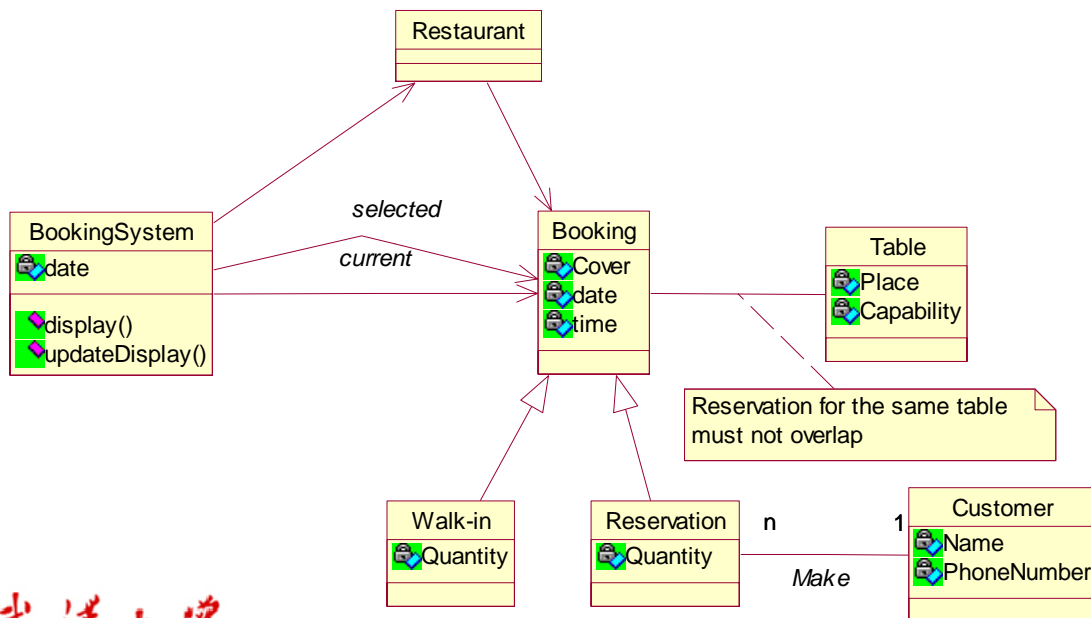 Restaurant
selected
current
BookingSystem
date
display()
updateDisplay()
Booking
Cover
date
time
Table
Place
Capability
Reservation for the same table
must not overlap
Walk-in
Quantity
Reservation
Quantity
n
1
Make
Customer
Name
PhoneNumber